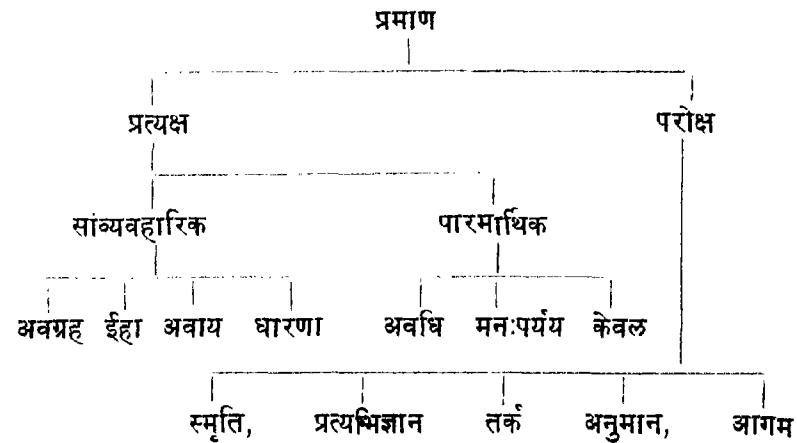 प्रमाण
प्रत्यक्ष परोक्ष
सांव्यवहारिक पारमार्थिक
अवग्रह ईहा अवाय धारणा अवधि मनःपर्यय केवल
स्मृति, प्रत्यभिज्ञान तर्क अनुमान, आगम